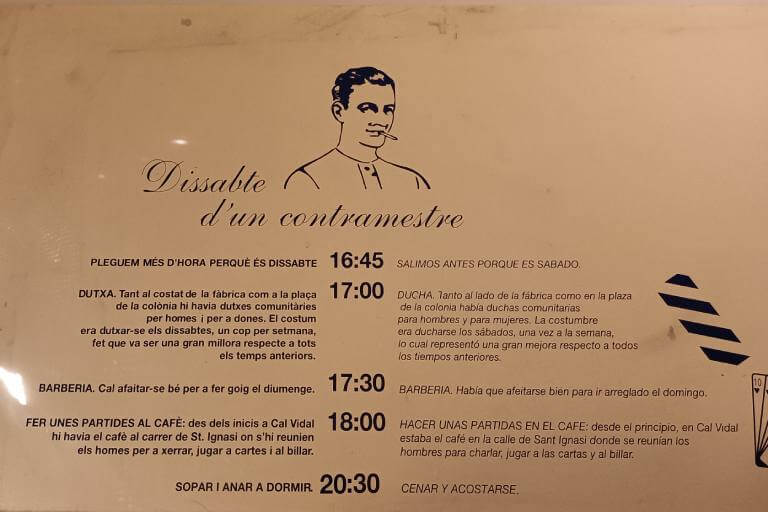 Dissabte
d'un contramestre
PLEGUEM MÉS D'HORA PERQUÈ ÉS DISSABTE 16:45 SALIMOS ANTES PORQUE ES SABADO.
DUTXA. Tant al costat de la fàbrica com a la plaça
de la colònia hi havia dutxes comunitàries
per homes i per a dones. El costum
era dutxar-se els dissabtes, un cop per setmana,
fet que va ser una gran millora respecte a tots
els temps anteriors.
17:00
DUCHA. Tanto al lado de la fábrica como en la plaza
de la colonia había duchas comunitarias
para hombres y para mujeres. La costumbre
era ducharse los sábados, una vez a la semana,
lo cual representó una gran mejora respecto a todos
los tiempos anteriores.
BARBERIA. Cal afaitar-se bé per a fer goig el diumenge. 17:30 BARBERIA. Había que afeitarse bien para ir arreglado el domingo.
FER UNES PARTIDES AL CAFÈ: des dels inicis a Cal Vidal
hi havia el cafè al carrer de St. Ignasi on s'hi reunien
els homes per a xerrar, jugar a cartes i al billar.
18:00
HACER UNAS PARTIDAS EN EL CAFE: desde el principio, en Cal Vidal
estaba el café en la calle de Sant Ignasi donde se reunían los
hombres para charlar, jugar a las cartas y al billar.
SOPAR I ANAR A DORMIR. 20:30 CENAR Y ACOSTARSE.
10